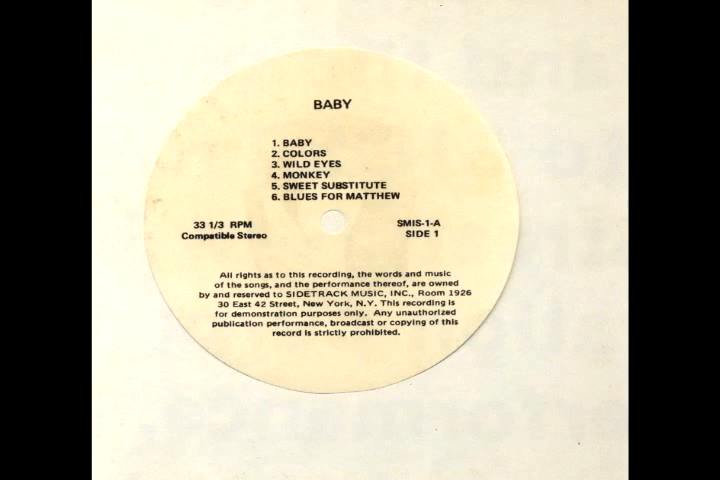 BABY
1. BABY
2. COLORS
3. WILD EYES
4. MONKEY
5. SWEET SUBSTITUTE
6. BLUES FOR MATTHEW
33 1/3 RPM
Compatible Stereo
SMIS-1-A
SIDE 1
All rights as to this recording, the words and music
of the songs, and the performance thereof, are owned
by and reserved to SIDETRACK MUSIC, INC., Room 1926
30 East 42 Street, New York, N.Y. This recording is
for demonstration purposes only. Any unauthorized
publication performance, broadcast or copying of this
record is strictly prohibited.